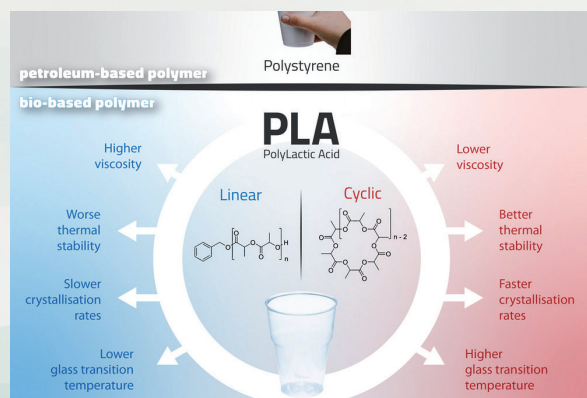 Polystyrene
petroleum-based polymer
bio-based polymer
PLA
PolyLactic Acid
Higher
viscosity
Lower
viscosity
Linear
Cyclic
Worse
thermal
stability
Better
thermal
stability
O
O
O
O
H
n
O
O
O
O
O
O
O
O
O
O
O
O
n-2
Slower
crystallisation
rates
Faster
crystallisation
rates
Lower
glass transition
temperature
Higher
glass transition
temperature